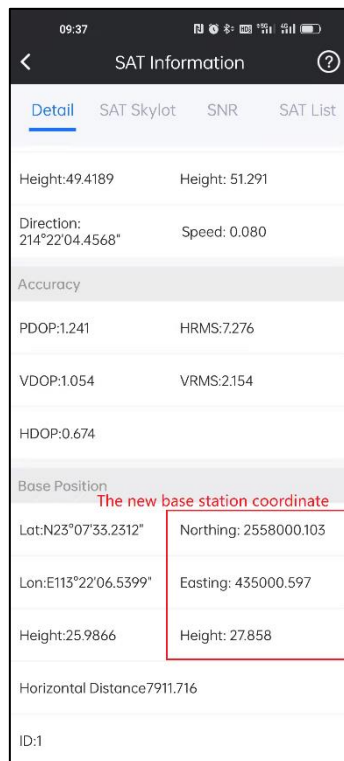 09:37
SAT Information
Detail SAT Skylot SNR SAT List
Height:49.4189 Height: 51.291
Direction:
214°22'04.4568" Speed: 0.080
Accuracy
PDOP:1.241 HRMS:7.276
VDOP:1.054 VRMS:2.154
HDOP:0.674
Base Position
The new base station coordinate
Lat:N23°07'33.2312" Northing: 2558000.103
Lon:E113°22'06.5399" Easting: 435000.597
Height:25.9866 Height: 27.858
Horizontal Distance7911.716
ID:1